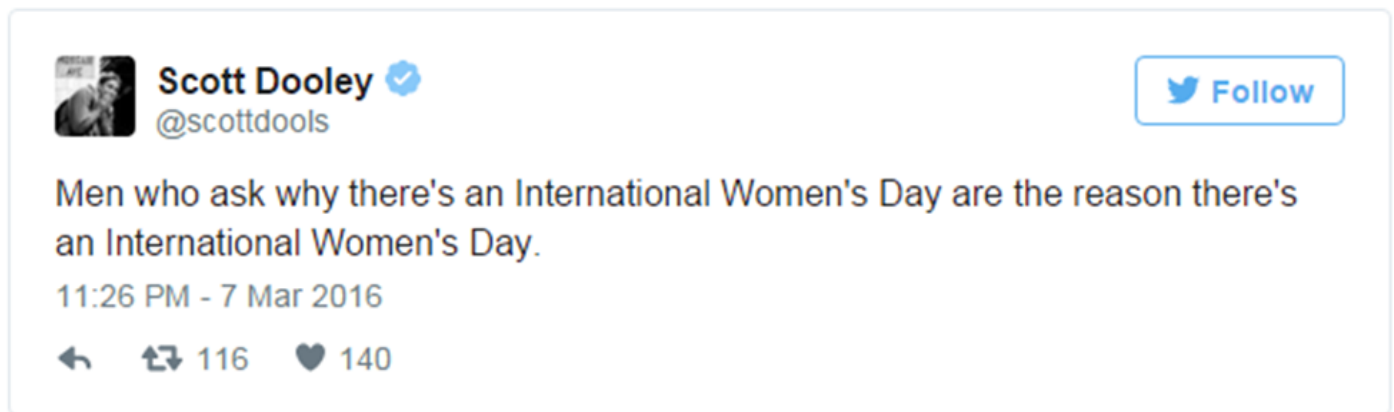 Scott Dooley
@scottdools
Follow
Men who ask why there's an International Women's Day are the reason there's
an International Women's Day.
11:26 PM - 7 Mar 2016
116 140